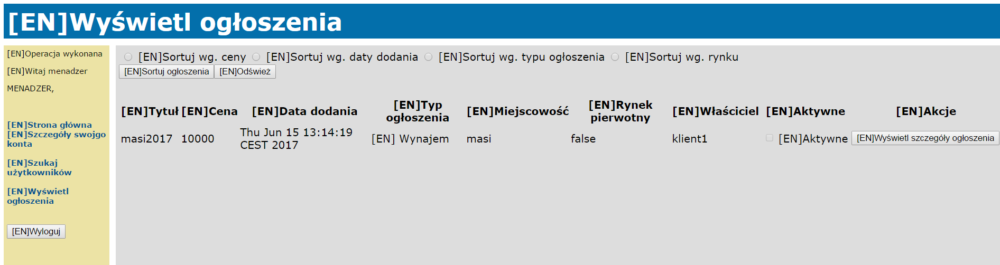 [EN]Wyświetl ogłoszenia
[EN]Operacja wykonana
[EN]Witaj menadzer
MENADZER,
[EN]Strona główna
[EN]Szczegóły swojgo
konta
[EN]Szukaj
użytkowników
[EN]Wyświetl
ogłoszenia
[EN]Wyloguj
[EN]Sortuj wg. ceny [EN]Sortuj wg. daty dodania [EN]Sortuj wg. typu ogłoszenia [EN]Sortuj wg. rynku
[EN]Sortuj ogłoszenia [EN]Odśwież
[EN]Tytuł [EN]Cena [EN]Data dodania [EN]Typ ogłoszenia [EN]Miejscowość [EN]Rynek pierwotny [EN]Właściciel [EN]Aktywne [EN]Akcje
masi2017 10000 Thu Jun 15 13:14:19 CEST 2017 [EN] Wynajem masi false klient1 [EN]Aktywne [EN]Wyświetl szczegóły ogłoszenia